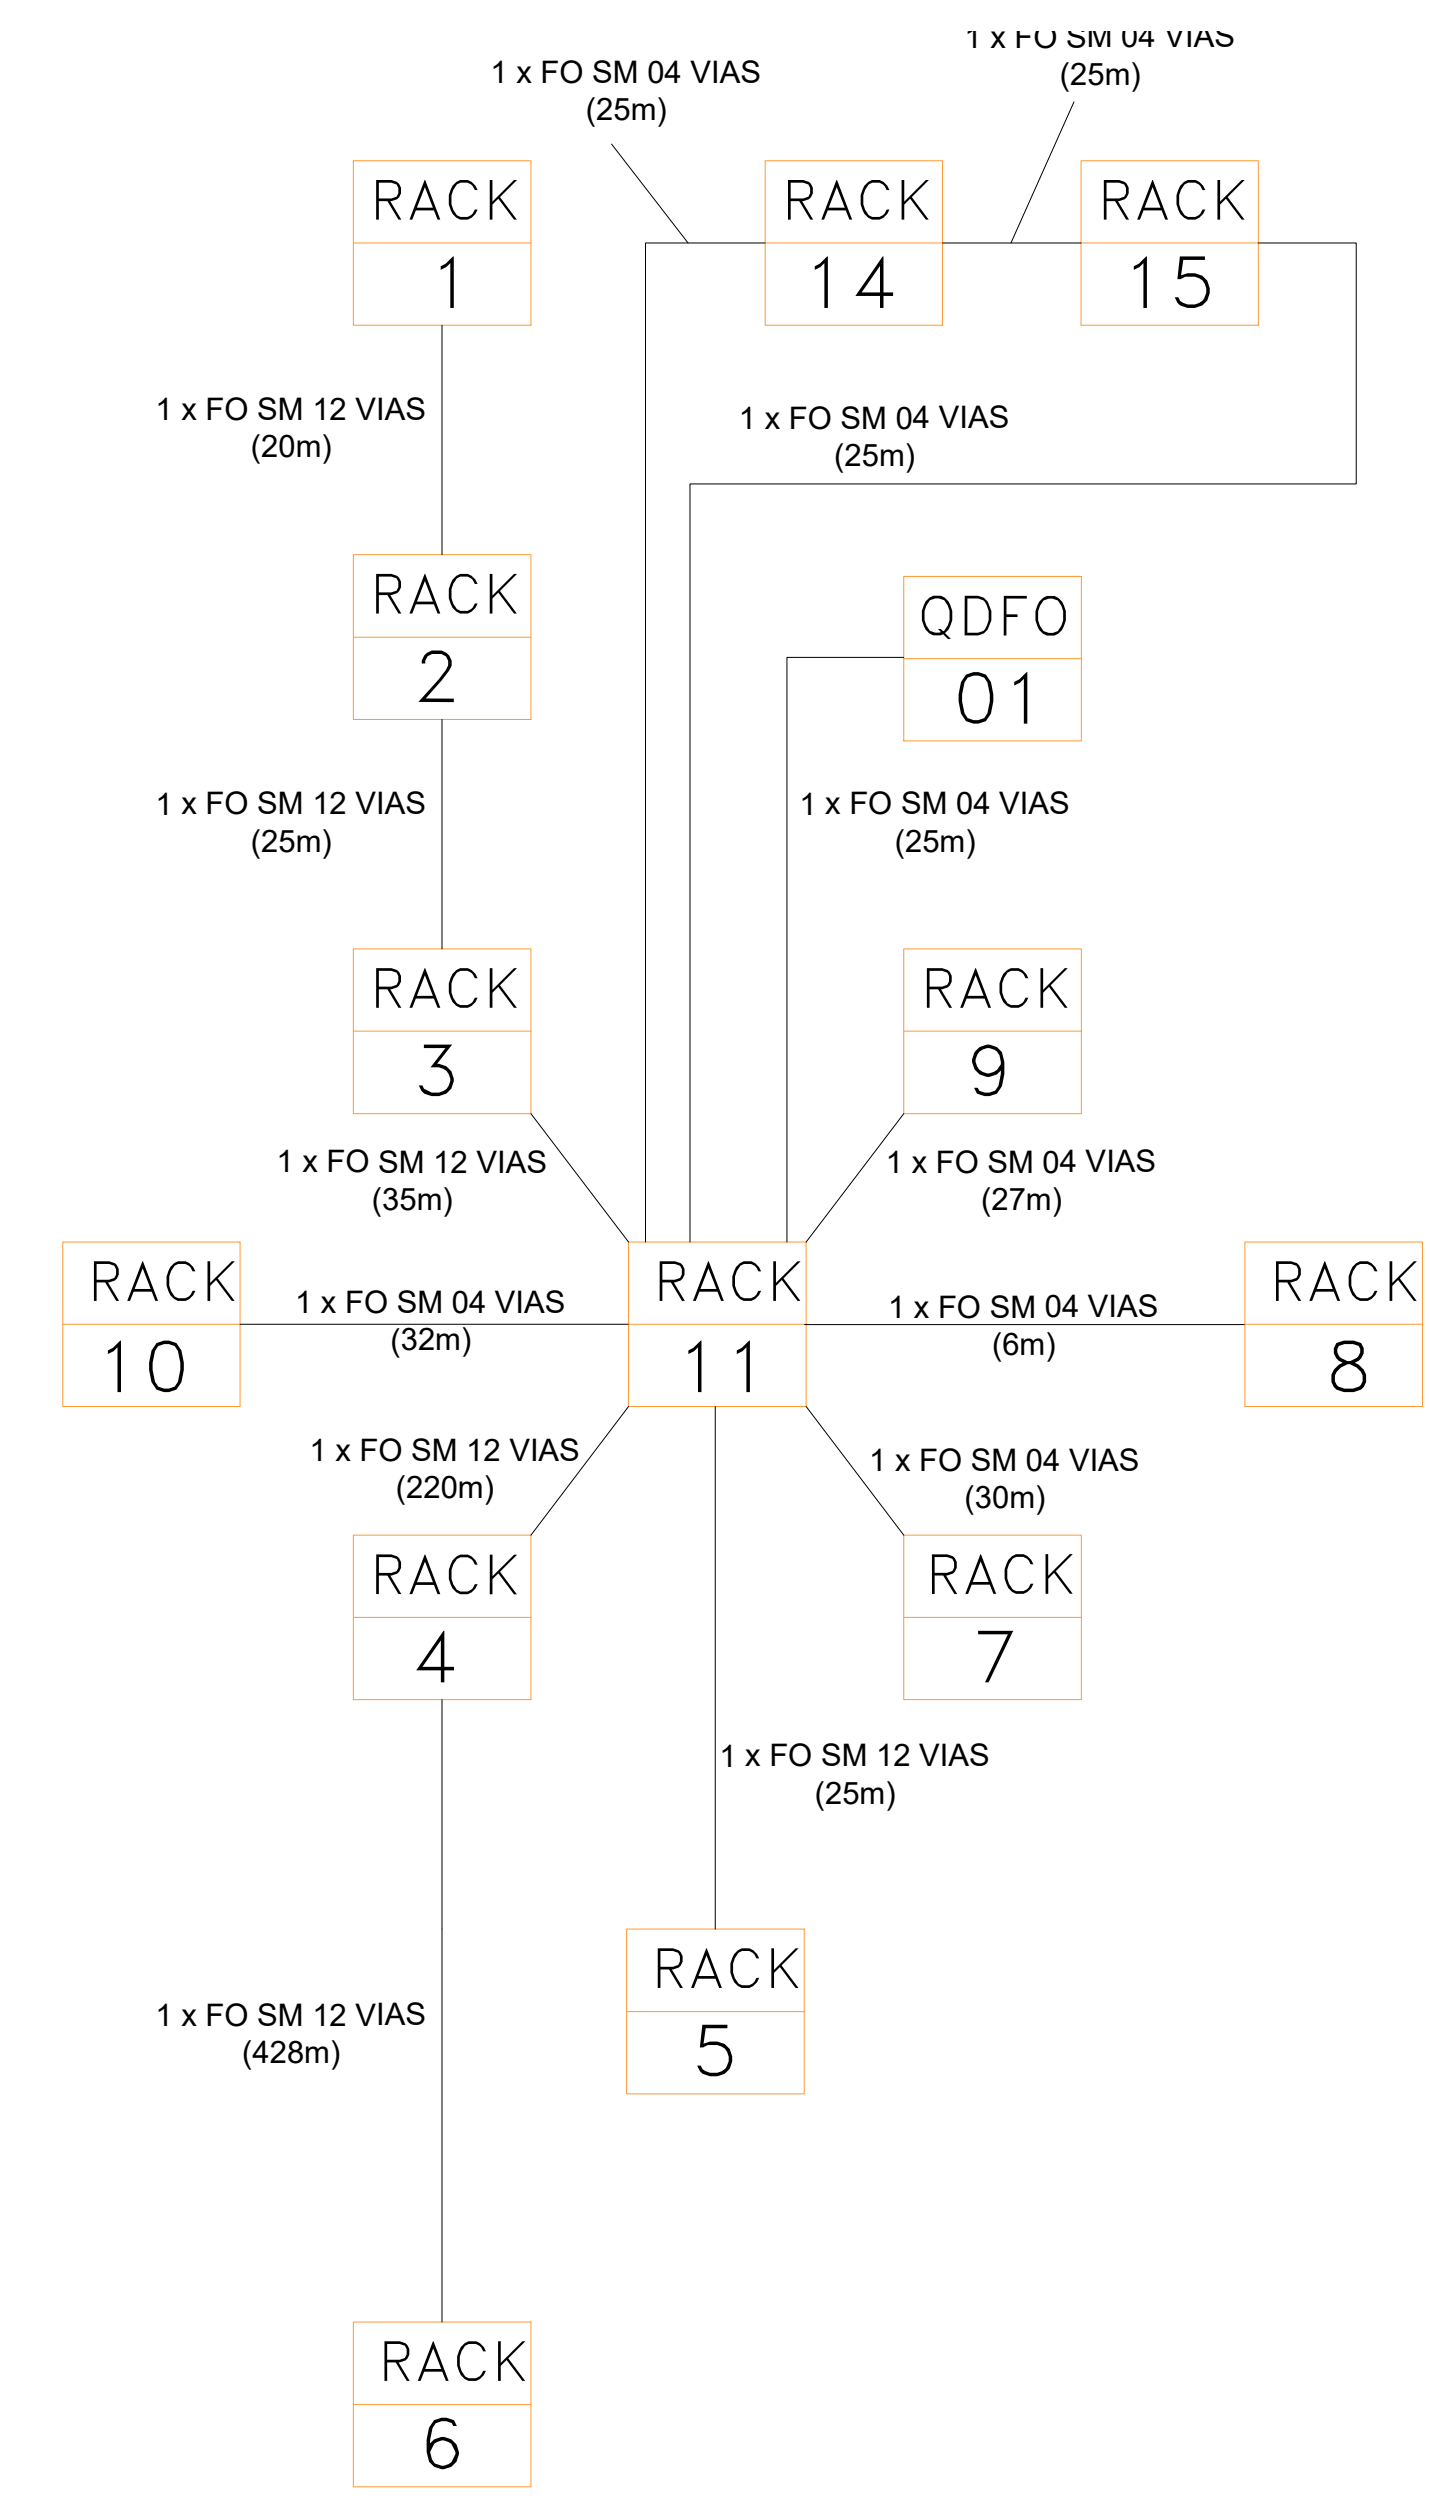 1 x FO SM 04 VIAS
(25m)
1 x FO SM 04 VIAS
(25m)
RACK
1
RACK
14
RACK
15
1 x FO SM 12 VIAS
(20m)
1 x FO SM 04 VIAS
(25m)
RACK
2
QDFO
01
1 x FO SM 12 VIAS
(25m)
1 x FO SM 04 VIAS
(25m)
RACK
3
RACK
9
1 x FO SM 12 VIAS
(35m)
1 x FO SM 04 VIAS
(27m)
RACK
10
1 x FO SM 04 VIAS
(32m)
RACK
11
1 x FO SM 04 VIAS
(6m)
RACK
8
1 x FO SM 12 VIAS
(220m)
1 x FO SM 04 VIAS
(30m)
RACK
4
RACK
7
1 x FO SM 12 VIAS
(25m)
RACK
5
1 x FO SM 12 VIAS
(428m)
RACK
6